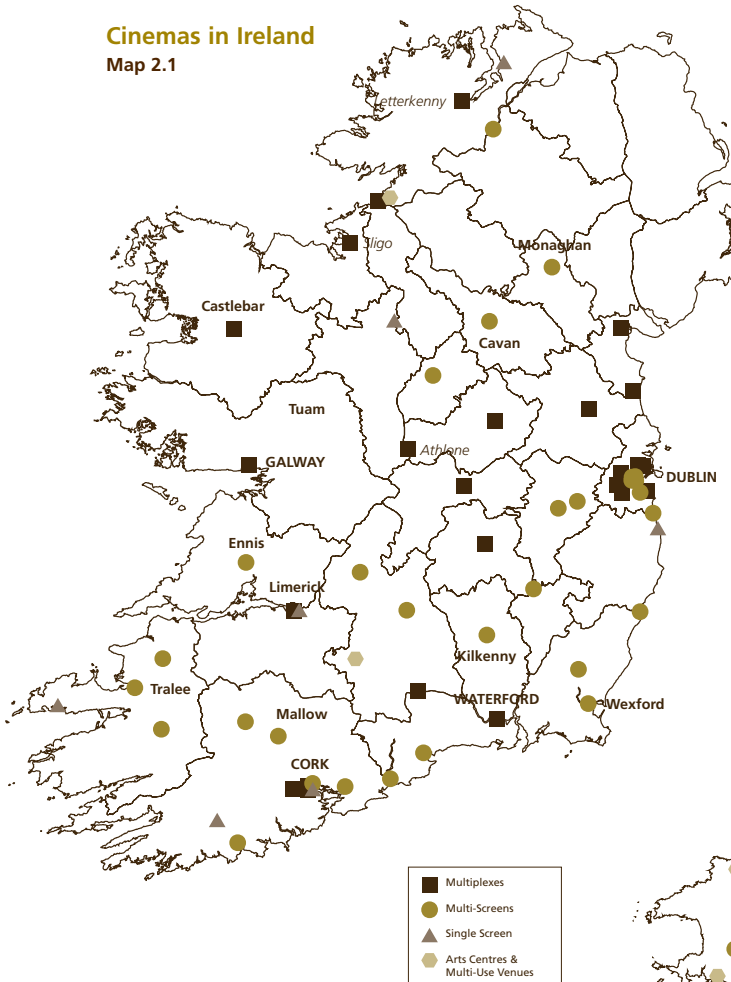 Cinemas in Ireland
Map 2.1
Letterkenny
Sligo
Monaghan
Castlebar
Cavan
Tuam
Athlone
GALWAY
DUBLIN
Ennis
Limerick
Kilkenny
Tralee
WATERFORD
Wexford
Mallow
CORK
Multiplexes
Multi-Screens
Single Screen
Arts Centres &
Multi-Use Venues